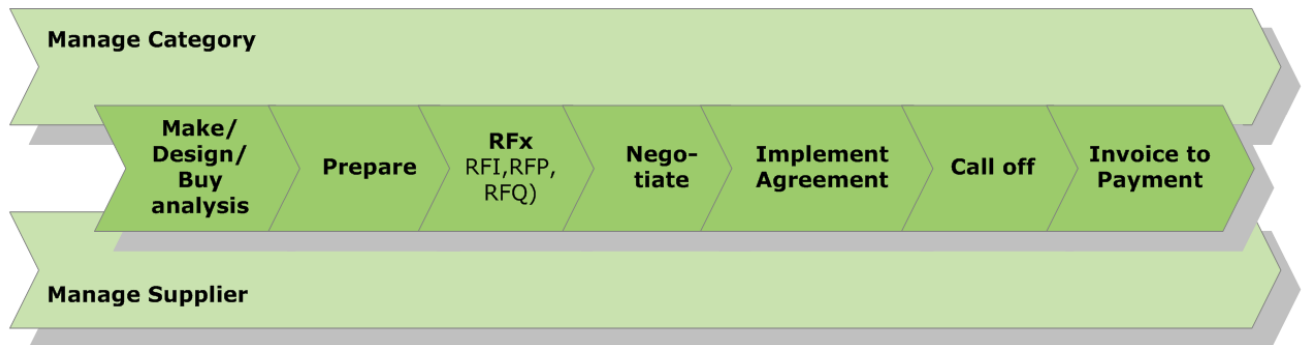 Manage Category
Make/
Design/
Buy
analysis
Prepare
RFx
RFI,RFP,
RFQ)
Nego-
tiate
Implement
Agreement
Call off
Invoice to
Payment
Manage Supplier